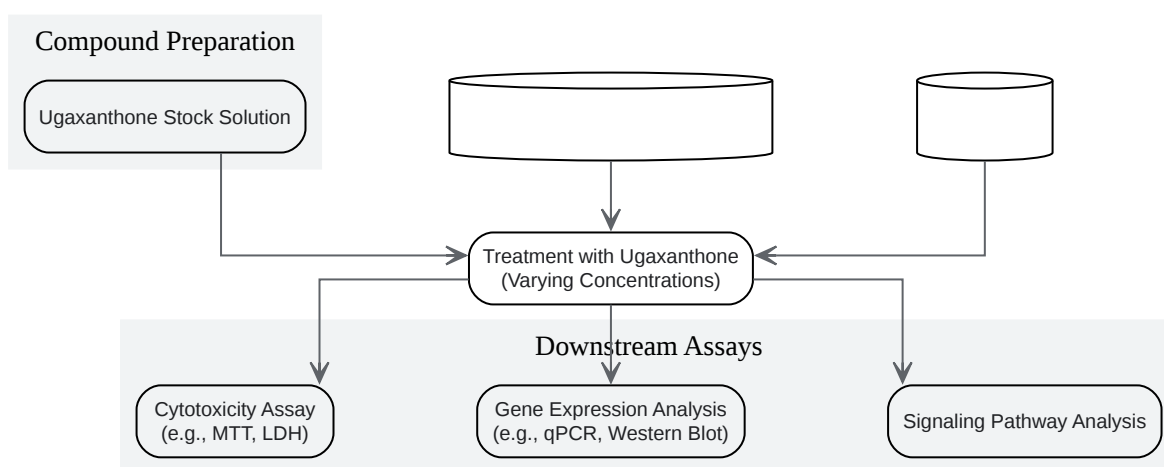 Compound Preparation
Ugaxanthone Stock Solution
Treatment with Ugaxanthone
(Varying Concentrations)
Downstream Assays
Cytotoxicity Assay
(e.g., MTT, LDH)
Gene Expression Analysis
(e.g., qPCR, Western Blot)
Signaling Pathway Analysis